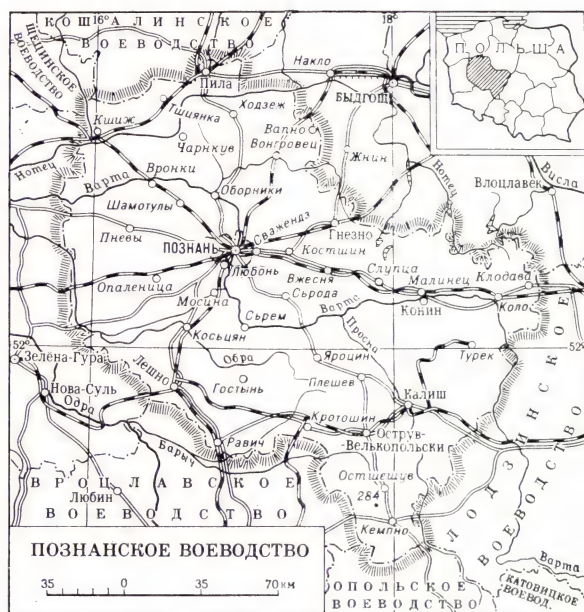 16°
18°
КОШАЛИНСКОЕ
ВОЕВОДСТВО
ЩЕЦИНСКОЕ
ВОЕВОДСТВО
ПОЛЬША
Пила
Накло
БЫДГОЩ
Тшиянка
Ходзеж
Кшиж
Вапно
Чарнкув
Вонгровец
Жнин
Нотец
Нотец
Висла
Варта
Вронки
Влоцлавек
Оборники
Шамотулы
Сважендз
Пневы
Гнезно
ПОЗНАНЬ
Костшин
Любонь
Вжесня
Слупца
Малинец
Клодава
Опаленица
Мосина
Сьрода
Варта
Конин
Коло
Сьрем
Косьцян
Просна
52°
52°
Зелёна-Гура
Обра
Яроцин
Турек
Лешно
Нова-Суль
Гостынь
Плешев
Одра
Калиш
Кротошин
Равич
Острув-
Велькопольски
Барыч
Остшешув
284
ВРОЦЛАВСКОЕ
ВОЕВОДСТВО
Любин
Кемпно
ЛОДЗИНСКОЕ
ВОЕВОДСТВО
Варта
КАТОВИЦКОЕ
ВОЕВОД.
ОПОЛЬСКОЕ
ВОЕВОДСТВО
ПОЗНАНСКОЕ ВОЕВОДСТВО
35 0 35 70 км